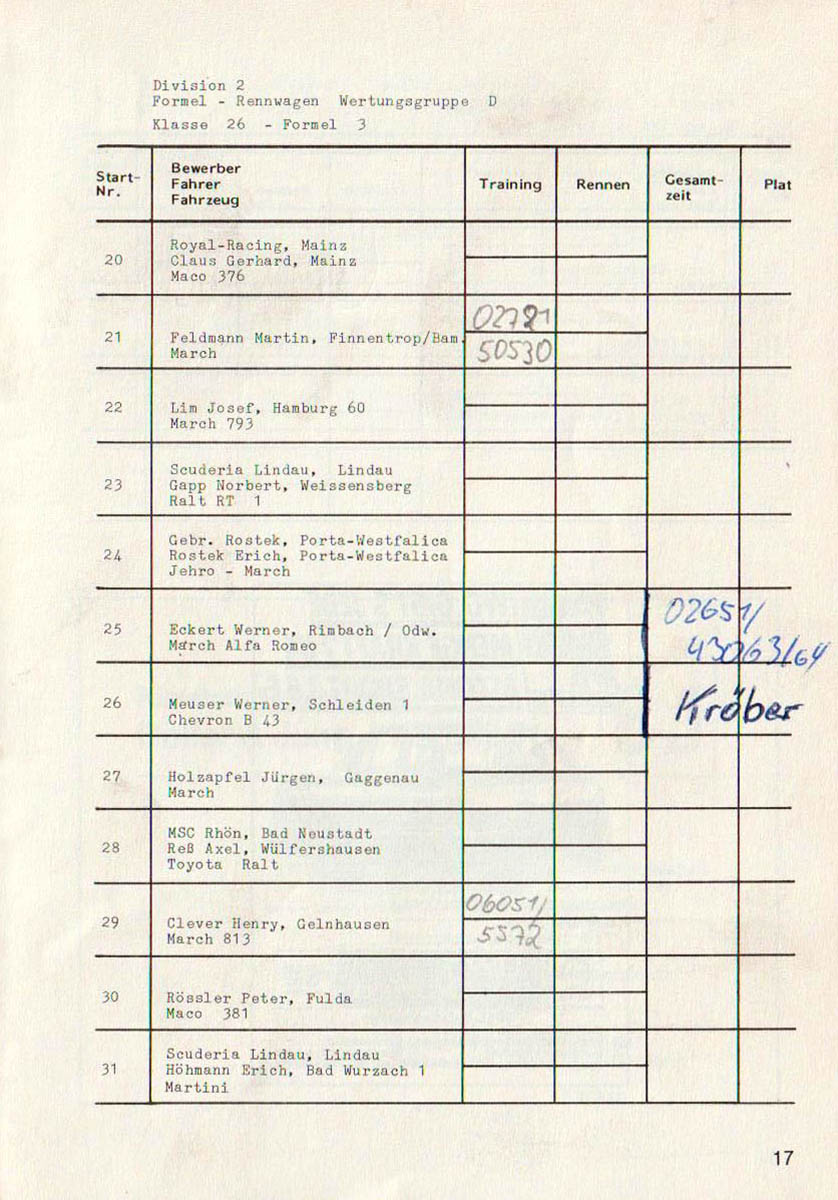 Division 2
Formel - Rennwagen Wertungsgruppe D
Klasse 26 - Formel 3
Start-Nr.
Bewerber
Fahrer
Fahrzeug
Training
Rennen
Gesamt-
zeit
Plat
20
Royal-Racing, Mainz
Claus Gerhard, Mainz
Maco 376
21
Feldmann Martin, Finnentrop/Bam.
March
02721
50530
22
Lim Josef, Hamburg 60
March 793
23
Scuderia Lindau, Lindau
Gapp Norbert, Weissensberg
Ralt RT 1
24
Gebr. Rostek, Porta-Westfalica
Rostek Erich, Porta-Westfalica
Jehro - March
25
Eckert Werner, Rimbach / Odw.
March Alfa Romeo
02651/
43063/64
26
Meuser Werner, Schleiden 1
Chevron B 43
Kröber
27
Holzapfel Jürgen, Gaggenau
March
28
MSC Rhön, Bad Neustadt
Reß Axel, Wülfershausen
Toyota Ralt
29
Clever Henry, Gelnhausen
March 813
06051/
5572
30
Rössler Peter, Fulda
Maco 381
31
Scuderia Lindau, Lindau
Höhmann Erich, Bad Wurzach 1
Martini
17